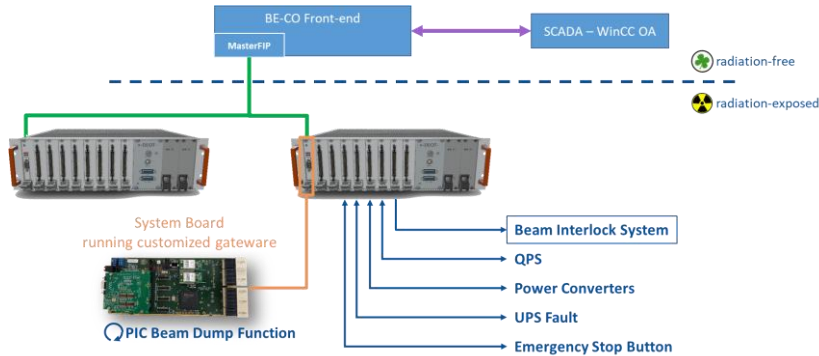 BE-CO Front-end
MasterFIP
SCADA – WinCC OA
radiation-free
radiation-exposed
System Board
running customized gateware
PIC Beam Dump Function
Beam Interlock System
QPS
Power Converters
UPS Fault
Emergency Stop Button